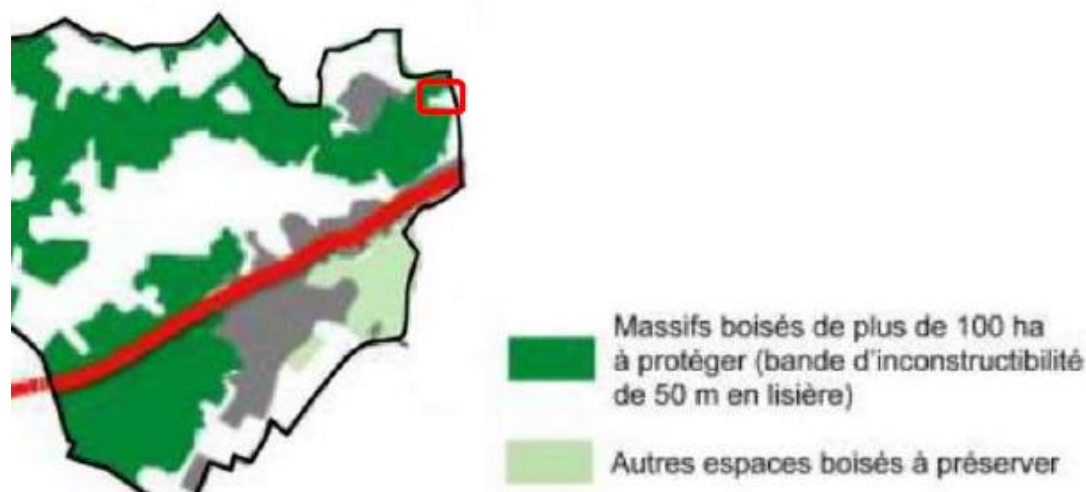 Massifs boisés de plus de 100 ha
à protéger (bande d'inconstructibilité
de 50 m en lisière)
Autres espaces boisés à préserver